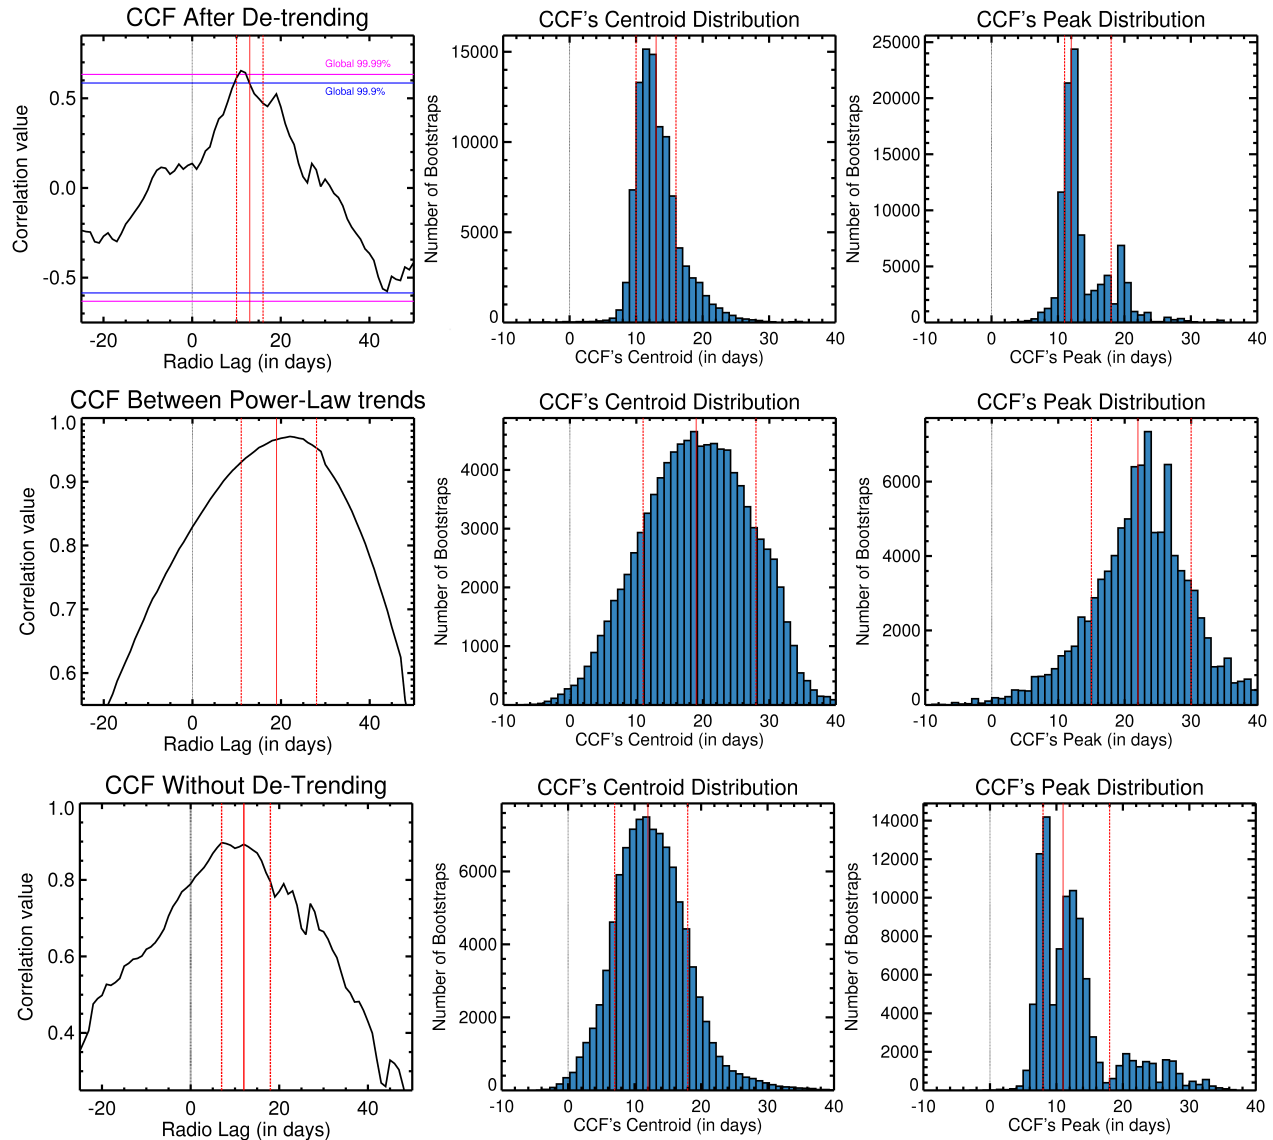 CCF After De-trending
Correlation value
0.5
0.0
-0.5
Global 99.99%
Global 99.9%
-20 0 20 40
Radio Lag (in days)
CCF's Centroid Distribution
Number of Bootstraps
15000
10000
5000
0
-10 0 10 20 30 40
CCF's Centroid (in days)
CCF's Peak Distribution
Number of Bootstraps
25000
20000
15000
10000
5000
0
-10 0 10 20 30 40
CCF's Peak (in days)
CCF Between Power-Law trends
Correlation value
1.0
0.9
0.8
0.7
0.6
-20 0 20 40
Radio Lag (in days)
CCF's Centroid Distribution
Number of Bootstraps
4000
3000
2000
1000
0
-10 0 10 20 30 40
CCF's Centroid (in days)
CCF's Peak Distribution
Number of Bootstraps
6000
4000
2000
0
-10 0 10 20 30 40
CCF's Peak (in days)
CCF Without De-Trending
Correlation value
1.0
0.8
0.6
0.4
-20 0 20 40
Radio Lag (in days)
CCF's Centroid Distribution
Number of Bootstraps
6000
4000
2000
0
-10 0 10 20 30 40
CCF's Centroid (in days)
CCF's Peak Distribution
Number of Bootstraps
14000
12000
10000
8000
6000
4000
2000
0
-10 0 10 20 30 40
CCF's Peak (in days)